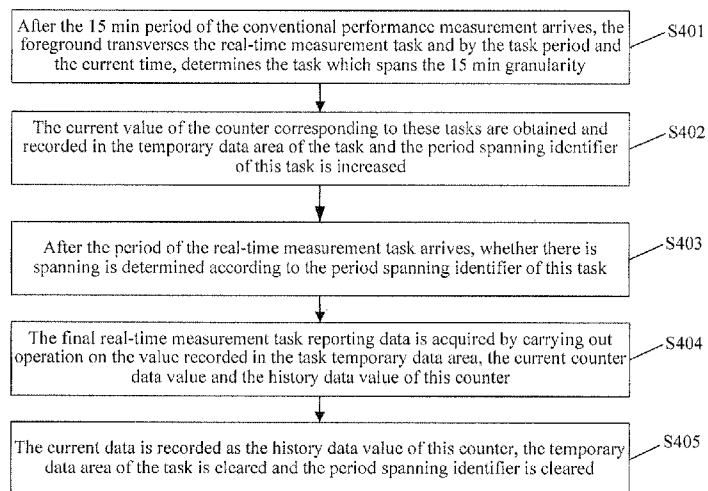 After the 15 min period of the conventional performance measurement arrives, the
foreground transverses the real-time measurement task and by the task period and
the current time, determines the task which spans the 15 min granularity
S401
The current value of the counter corresponding to these tasks are obtained and
recorded in the temporary data area of the task and the period spanning identifier
of this task is increased
S402
After the period of the real-time measurement task arrives, whether there is
spanning is determined according to the period spanning identifier of this task
S403
The final real-time measurement task reporting data is acquired by carrying out
operation on the value recorded in the task temporary data area, the current counter
data value and the history data value of this counter
S404
The current data is recorded as the history data value of this counter, the temporary
data area of the task is cleared and the period spanning identifier is cleared
S405